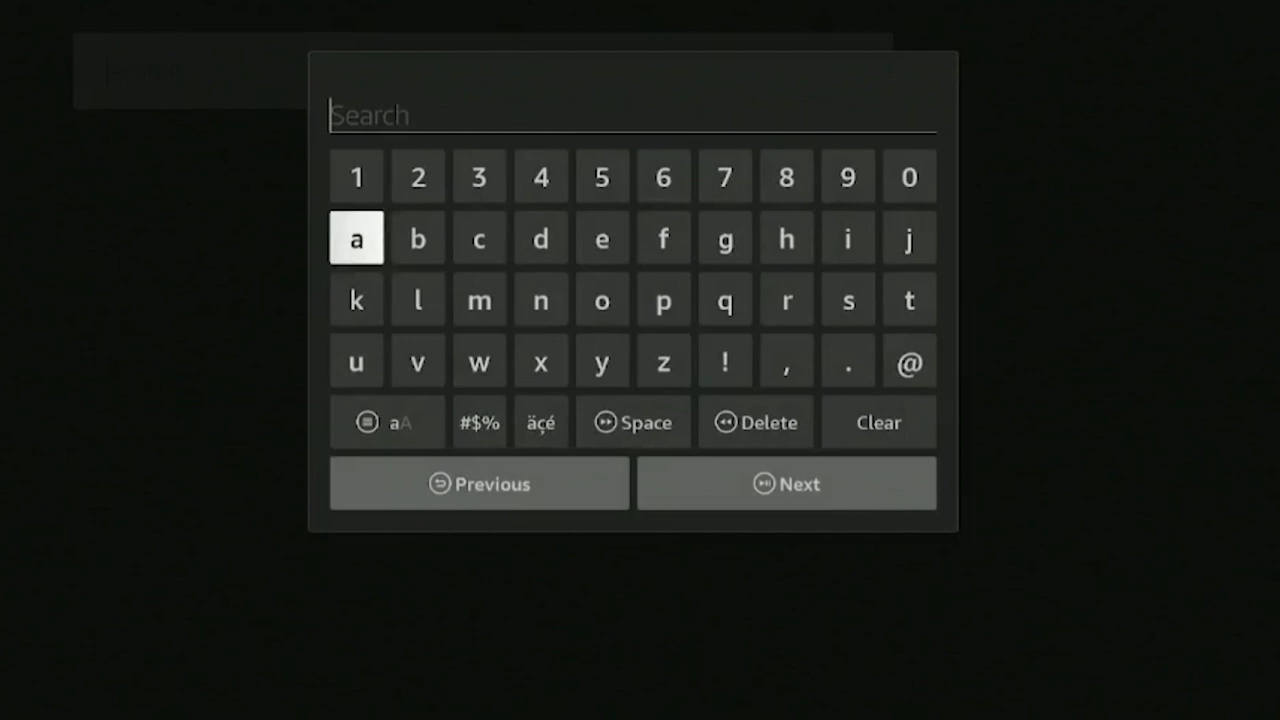 Search
1 2 3 4 5 6 7 8 9 0
a b c d e f g h i j
k l m n o p q r s t
u v w x y z ! , . @
aA #$% äçé Space Delete Clear
Previous Next